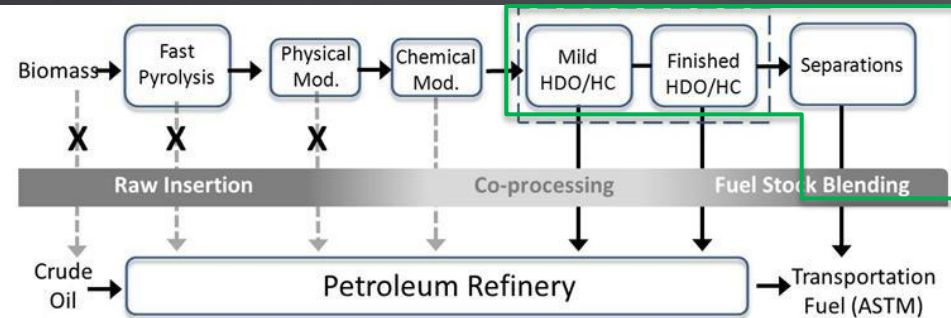 Biomass
Fast
Pyrolysis
Physical
Mod.
Chemical
Mod.
Mild
HDO/HC
Finished
HDO/HC
Separations
X
X
X
Raw Insertion
Co-processing
Fuel Stock Blending
Crude
Oil
Petroleum Refinery
Transportation
Fuel (ASTM)